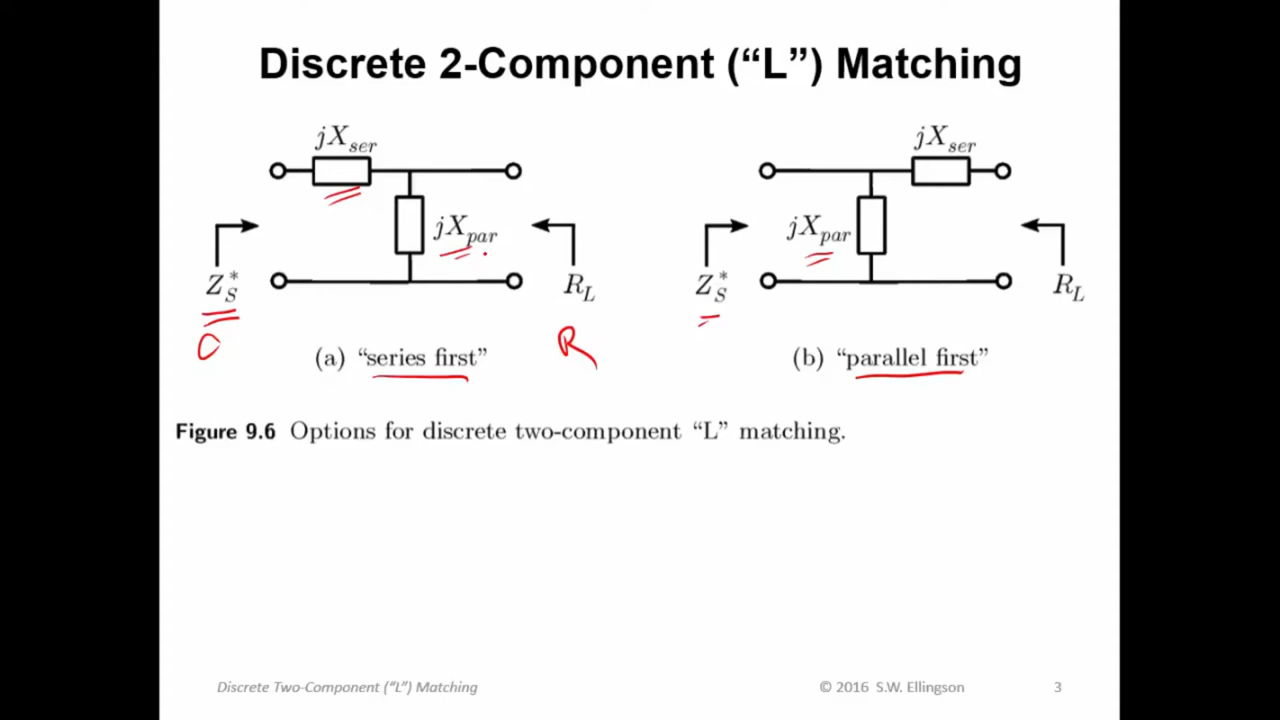 Discrete 2-Component (“L”) Matching
jX_ser
jX_ser
jX_par
jX_par
Z_S^*
R_L
Z_S^*
R_L
R
(a) “series first”
(b) “parallel first”
Figure 9.6 Options for discrete two-component “L” matching.
Discrete Two-Component (“L”) Matching
© 2016 S.W. Ellingson
3